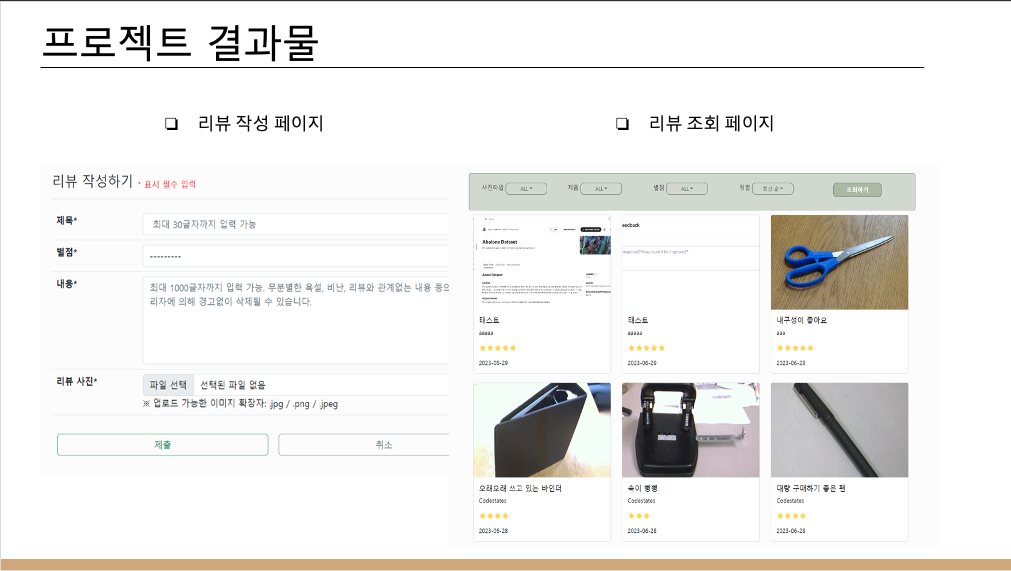 프로젝트 결과물
❏ 리뷰 작성 페이지
❏ 리뷰 조회 페이지
리뷰 작성하기 * 표시 필수 입력
제목*
최대 30글자까지 입력 가능
별점*
---------
내용*
최대 1000글자까지 입력 가능. 무분별한 욕설, 비난, 리뷰와 관계없는 내용 등으
리자에 의해 경고없이 삭제될 수 있습니다.
리뷰 사진*
파일 선택 선택된 파일 없음
※ 업로드 가능한 이미지 확장자: .jpg / .png / .jpeg
제출 취소
사진타입 ALL 제품 ALL 별점 ALL 정렬 최신 순 조회하기
Abalone Dataset
eedback
테스트
aaaaa
2023-06-29
테스트
aaaaa
2023-06-29
내구성이 좋아요
aaa
2023-06-28
오래오래 쓰고 있는 바인더
Codestates
2023-06-28
속이 뻥뻥
Codestates
2023-06-28
대량 구매하기 좋은 펜
Codestates
2023-06-28